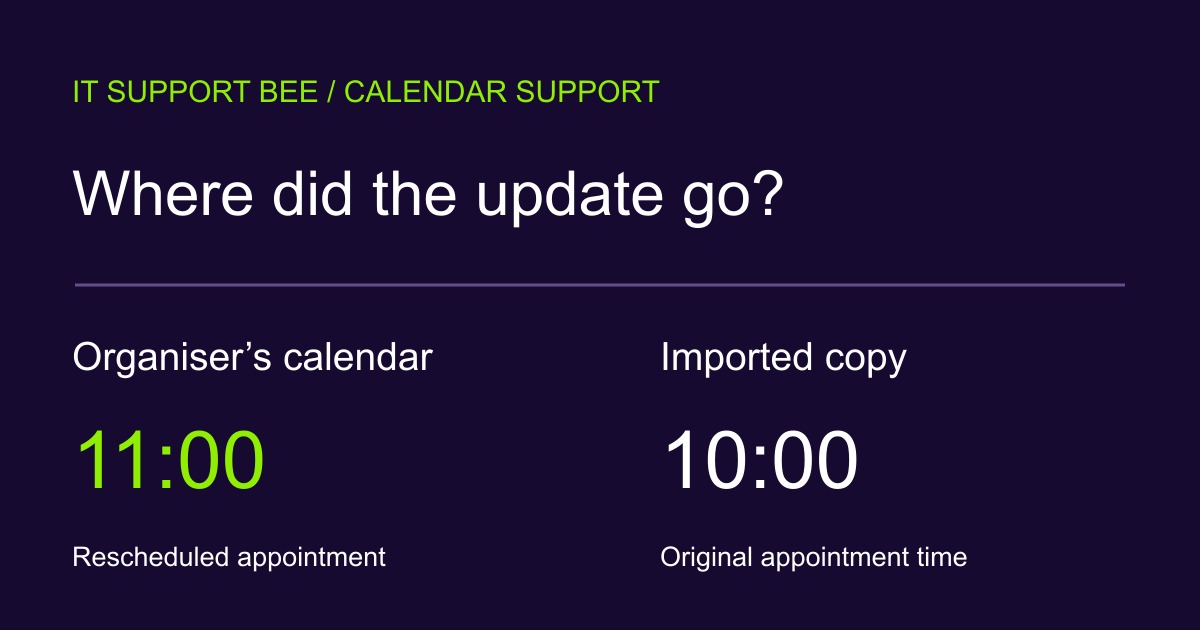 IT SUPPORT BEE / CALENDAR SUPPORT
Where did the update go?
Organiser’s calendar
Imported copy
11:00
10:00
Rescheduled appointment
Original appointment time